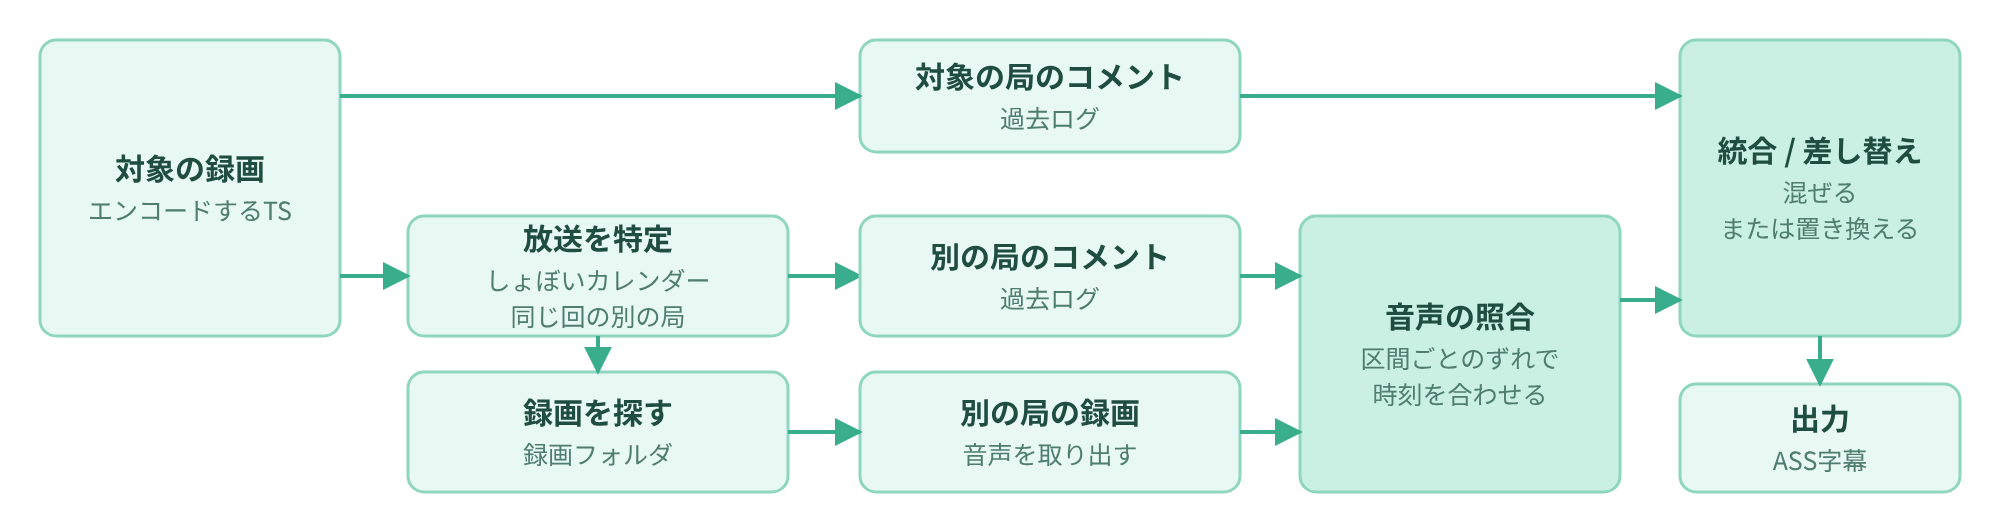 対象の録画
エンコードするTS
対象の局のコメント
過去ログ
放送を特定
しょぼいカレンダー
同じ回の別の局
別の局のコメント
過去ログ
録画を探す
録画フォルダ
別の局の録画
音声を取り出す
音声の照合
区間ごとのずれで
時刻を合わせる
統合 / 差し替え
混ぜる
または置き換える
出力
ASS字幕